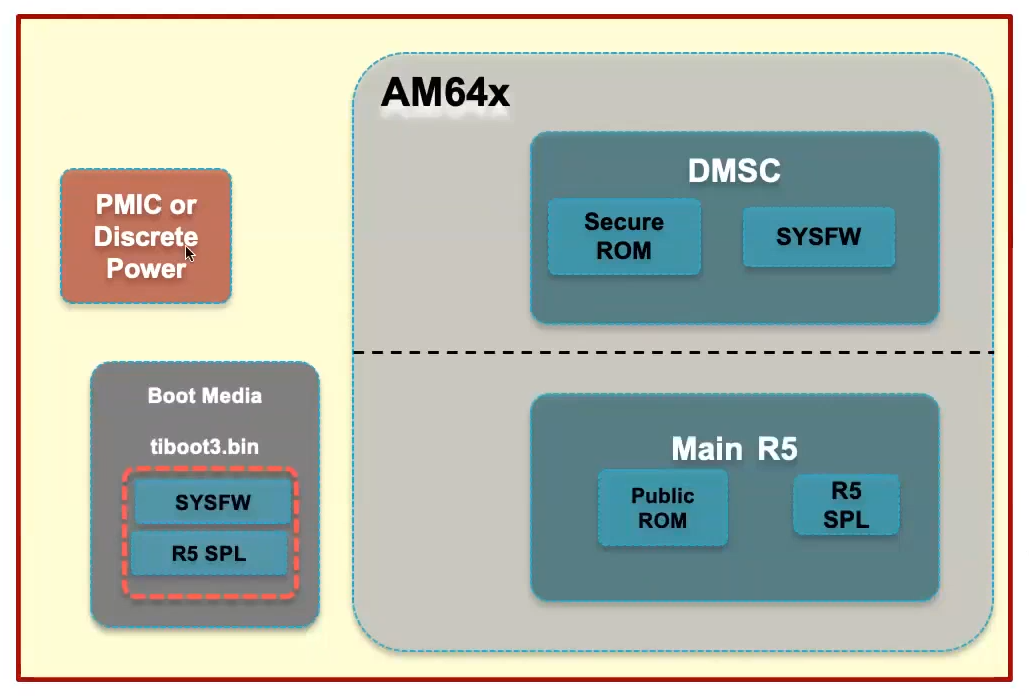 AM64x
DMSC
Secure
ROM
SYSFW
PMIC or
Discrete
Power
Boot Media
tiboot3.bin
SYSFW
R5 SPL
Main R5
Public
ROM
R5
SPL